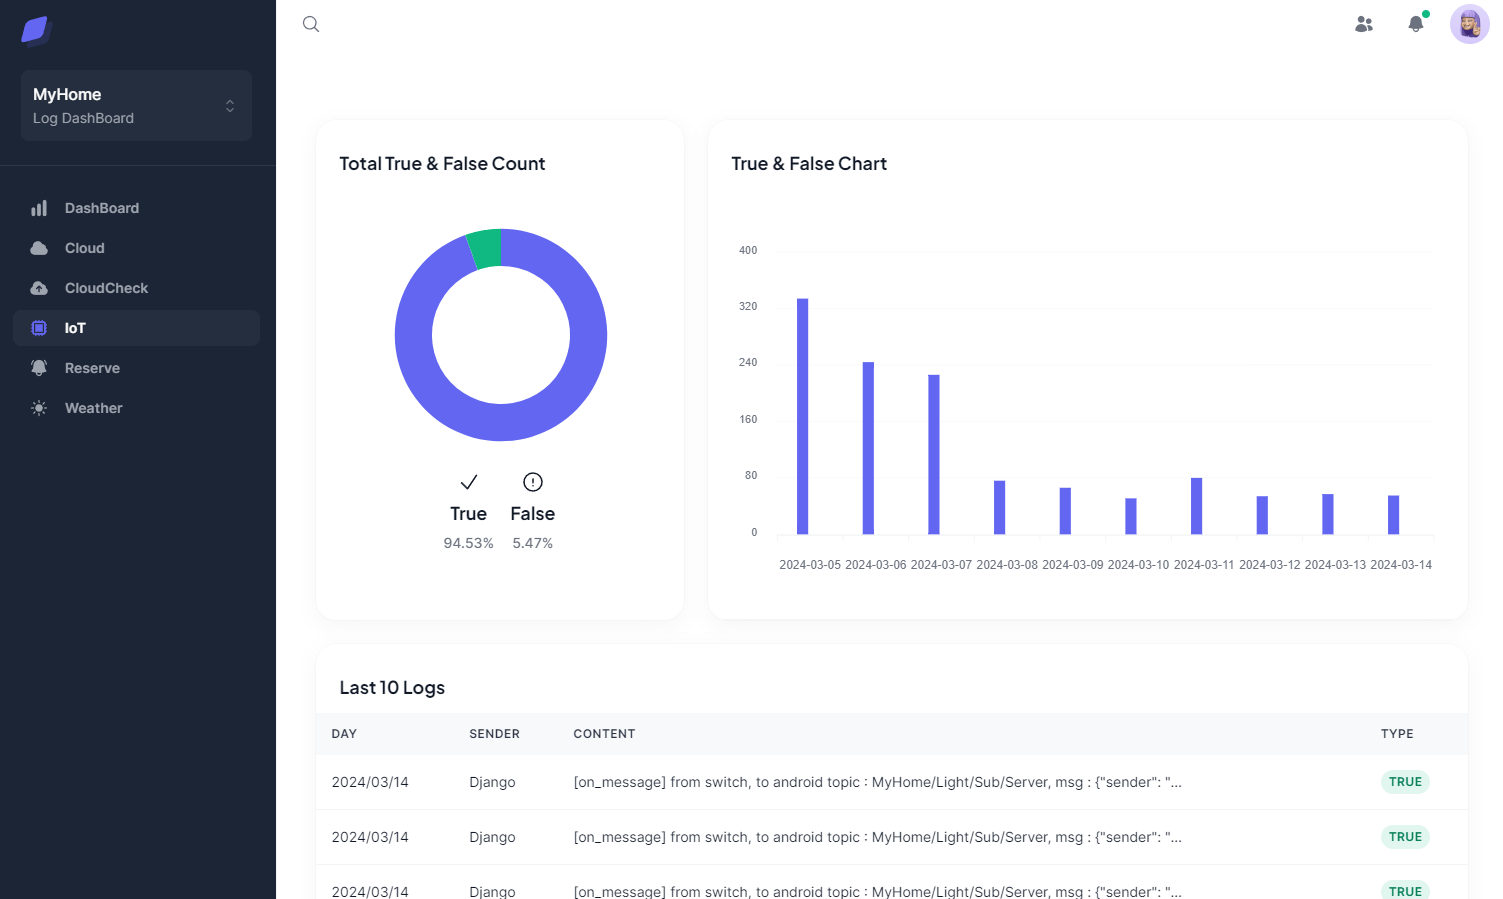 MyHome
Log DashBoard
DashBoard
Cloud
CloudCheck
IoT
Reserve
Weather
Total True & False Count
True False
94.53% 5.47%
True & False Chart
400
320
240
160
80
0
2024-03-05 2024-03-06 2024-03-07 2024-03-08 2024-03-09 2024-03-10 2024-03-11 2024-03-12 2024-03-13 2024-03-14
Last 10 Logs
DAY SENDER CONTENT TYPE
2024/03/14 Django [on_message] from switch, to android topic : MyHome/Light/Sub/Server, msg : {"sender": "... TRUE
2024/03/14 Django [on_message] from switch, to android topic : MyHome/Light/Sub/Server, msg : {"sender": "... TRUE
2024/03/14 Django [on_message] from switch, to android topic : MyHome/Light/Sub/Server, msg : {"sender": "... TRUE